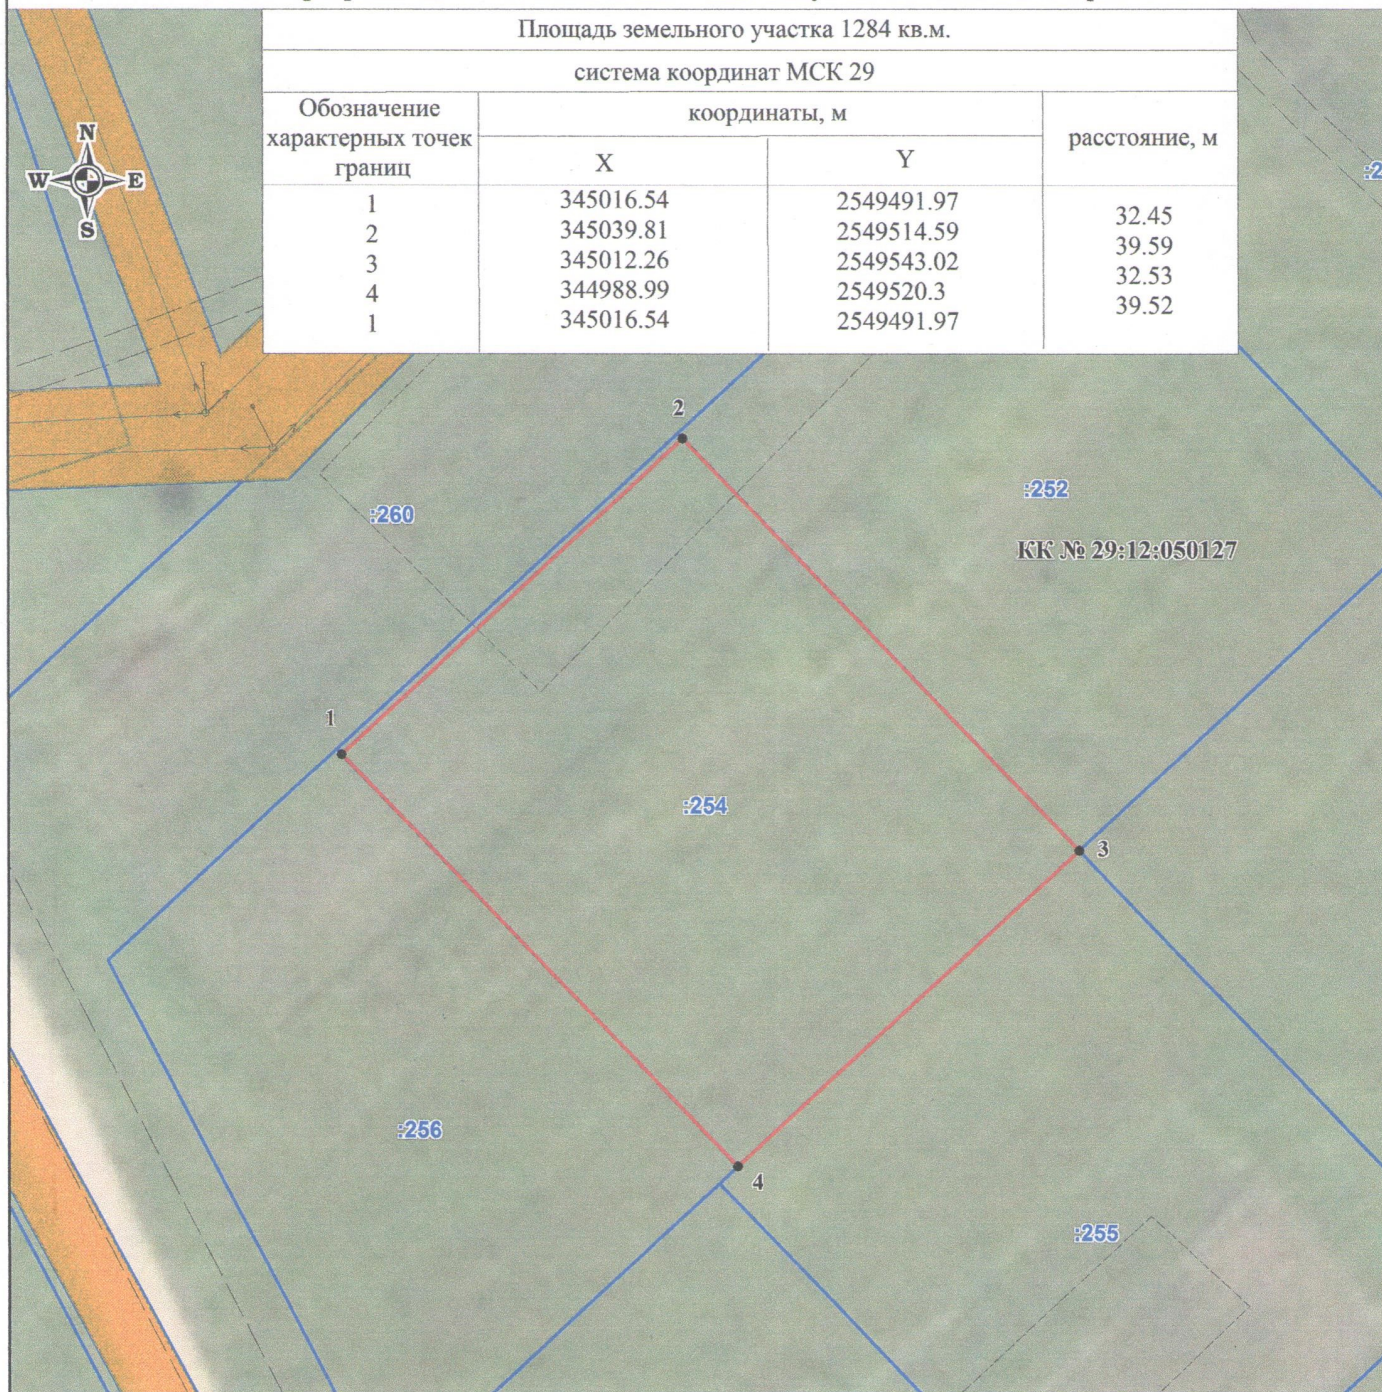 Площадь земельного участка 1284 кв.м.
система координат МСК 29
Обозначение
характерных точек
границ
координаты, м
X
Y
расстояние, м
1 345016.54 2549491.97
32.45
2 345039.81 2549514.59
39.59
3 345012.26 2549543.02
32.53
4 344988.99 2549520.3
39.52
1 345016.54 2549491.97
N
W E
S
:2
2
:252
:260
КК № 29:12:050127
1
:254
3
:256
4
:255